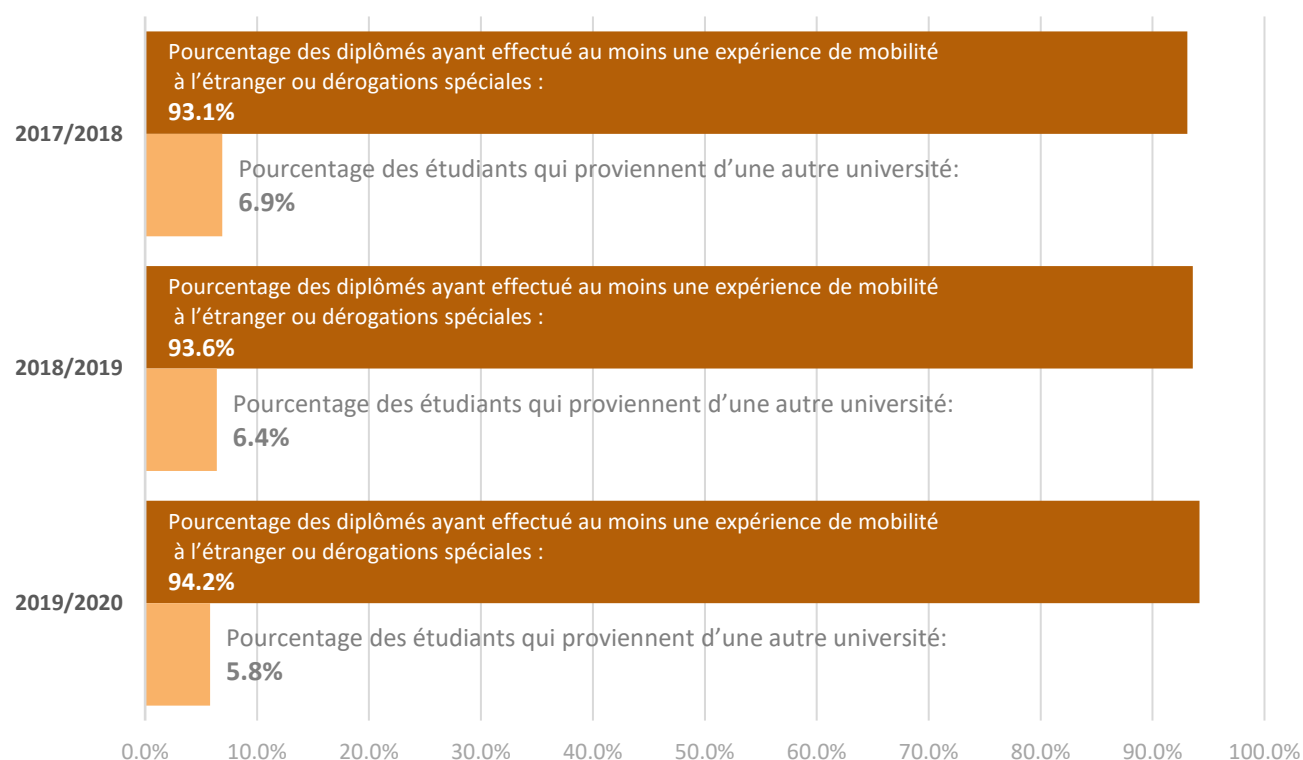 Pourcentage des diplômés ayant effectué au moins une expérience de mobilité
à l’étranger ou dérogations spéciales :
93.1%
2017/2018
Pourcentage des étudiants qui proviennent d’une autre université:
6.9%
Pourcentage des diplômés ayant effectué au moins une expérience de mobilité
à l’étranger ou dérogations spéciales :
93.6%
2018/2019
Pourcentage des étudiants qui proviennent d’une autre université:
6.4%
Pourcentage des diplômés ayant effectué au moins une expérience de mobilité
à l’étranger ou dérogations spéciales :
94.2%
2019/2020
Pourcentage des étudiants qui proviennent d’une autre université:
5.8%
0.0% 10.0% 20.0% 30.0% 40.0% 50.0% 60.0% 70.0% 80.0% 90.0% 100.0%